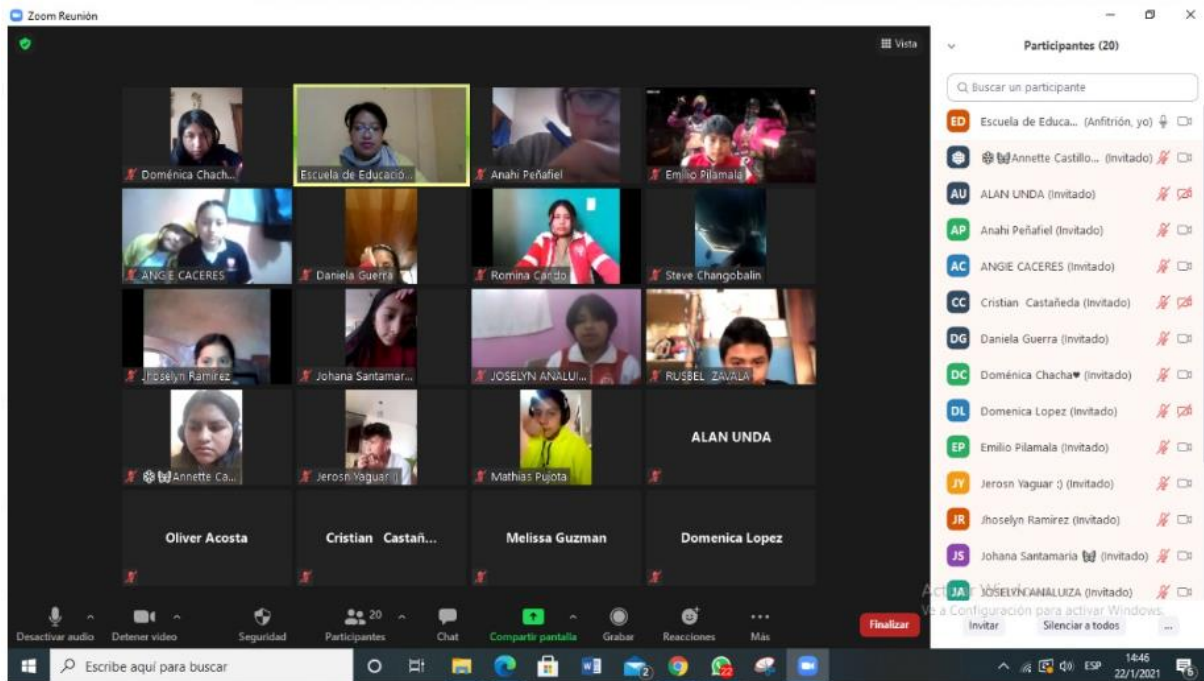 Zoom Reunión
Vista
Participantes (20)
Buscar un participante
Doménica Chach...
Escuela de Educació...
Anahi Peñafiel
Emilio Pilamala
ANGIE CACERES
Daniela Guerra
Romina Cando
Steve Changobalin
Jhoselyn Ramirez
Johana Santamar...
JOSELYN ANALUI...
RUSBEL ZAVALA
Annette Ca...
Jerosn Yaguar :)
Mathias Pujota
ALAN UNDA
Oliver Acosta
Cristian Castañ...
Melissa Guzman
Domenica Lopez
ED Escuela de Educa... (Anfitrión, yo)
Annette Castillo... (Invitado)
AU ALAN UNDA (Invitado)
AP Anahi Peñafiel (Invitado)
AC ANGIE CACERES (Invitado)
CC Cristian Castañeda (Invitado)
DG Daniela Guerra (Invitado)
DC Doménica Chacha♥ (Invitado)
DL Domenica Lopez (Invitado)
EP Emilio Pilamala (Invitado)
JY Jerosn Yaguar :) (Invitado)
JR Jhoselyn Ramirez (Invitado)
JS Johana Santamaria (Invitado)
JA JOSELYN ANALUIZA (Invitado)
Activar Windows
Ve a Configuración para activar Windows.
Invitar Silenciar a todos ...
Desactivar audio Detener video Seguridad Participantes 20 Chat Compartir pantalla Grabar Reacciones Más Finalizar
Escribe aquí para buscar
ESP
14:46
22/1/2021